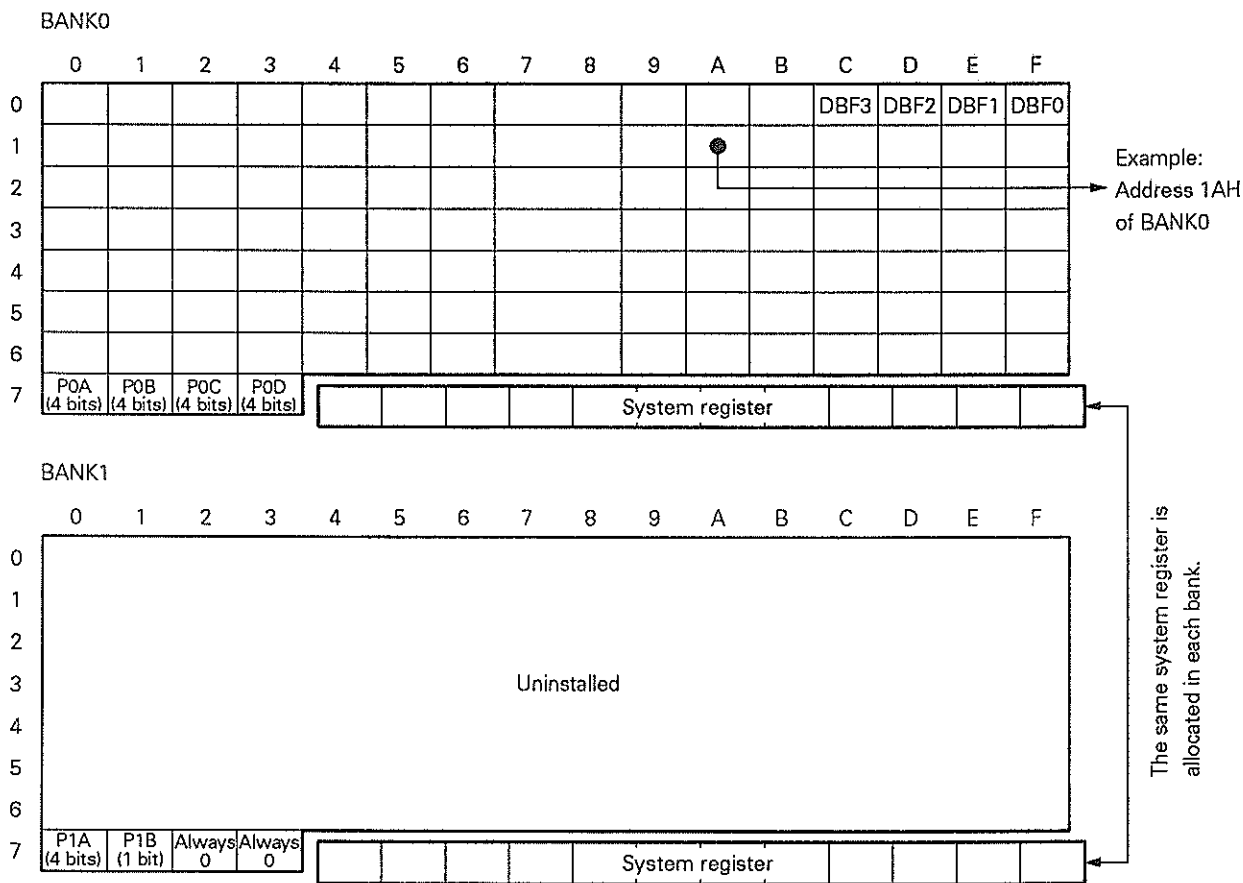 BANK0
0 1 2 3 4 5 6 7 8 9 A B C D E F
0 DBF3 DBF2 DBF1 DBF0
1
2
3
4
5
6
7
Example:
Address 1AH
of BANK0
P0A P0B P0C P0D
(4 bits) (4 bits) (4 bits) (4 bits)
System register
BANK1
0 1 2 3 4 5 6 7 8 9 A B C D E F
0
1
2
3
4
5
6
7
Uninstalled
P1A P1B Always Always
(4 bits) (1 bit) 0 0
System register
The same system register is
allocated in each bank.